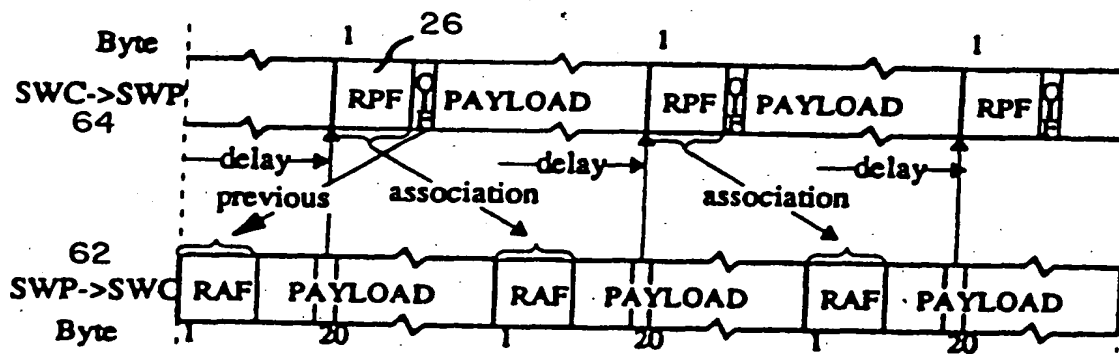 Byte 1 26 1 1
SWC->SWP RPF PAYLOAD RPF PAYLOAD RPF
64
delay delay delay
previous association association
62
SWP->SWC RAF PAYLOAD RAF PAYLOAD RAF PAYLOAD
Byte 1 20 1 20 1 20